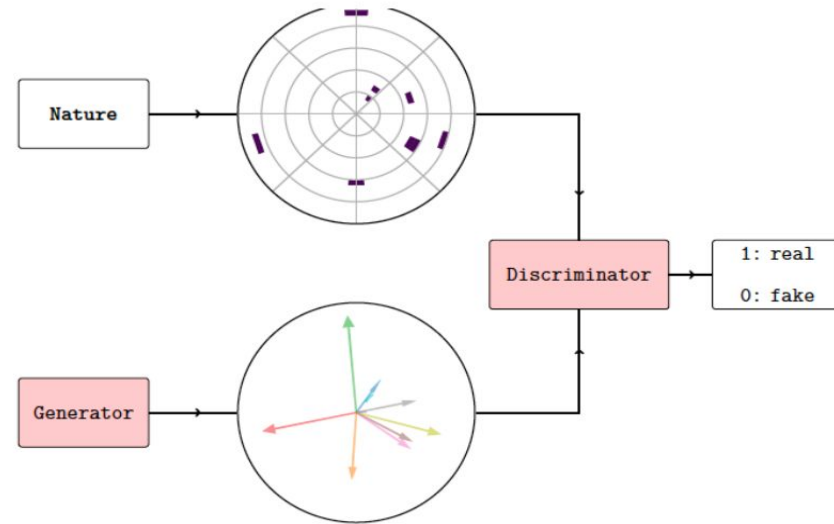 Nature
Discriminator
1: real
0: fake
Generator